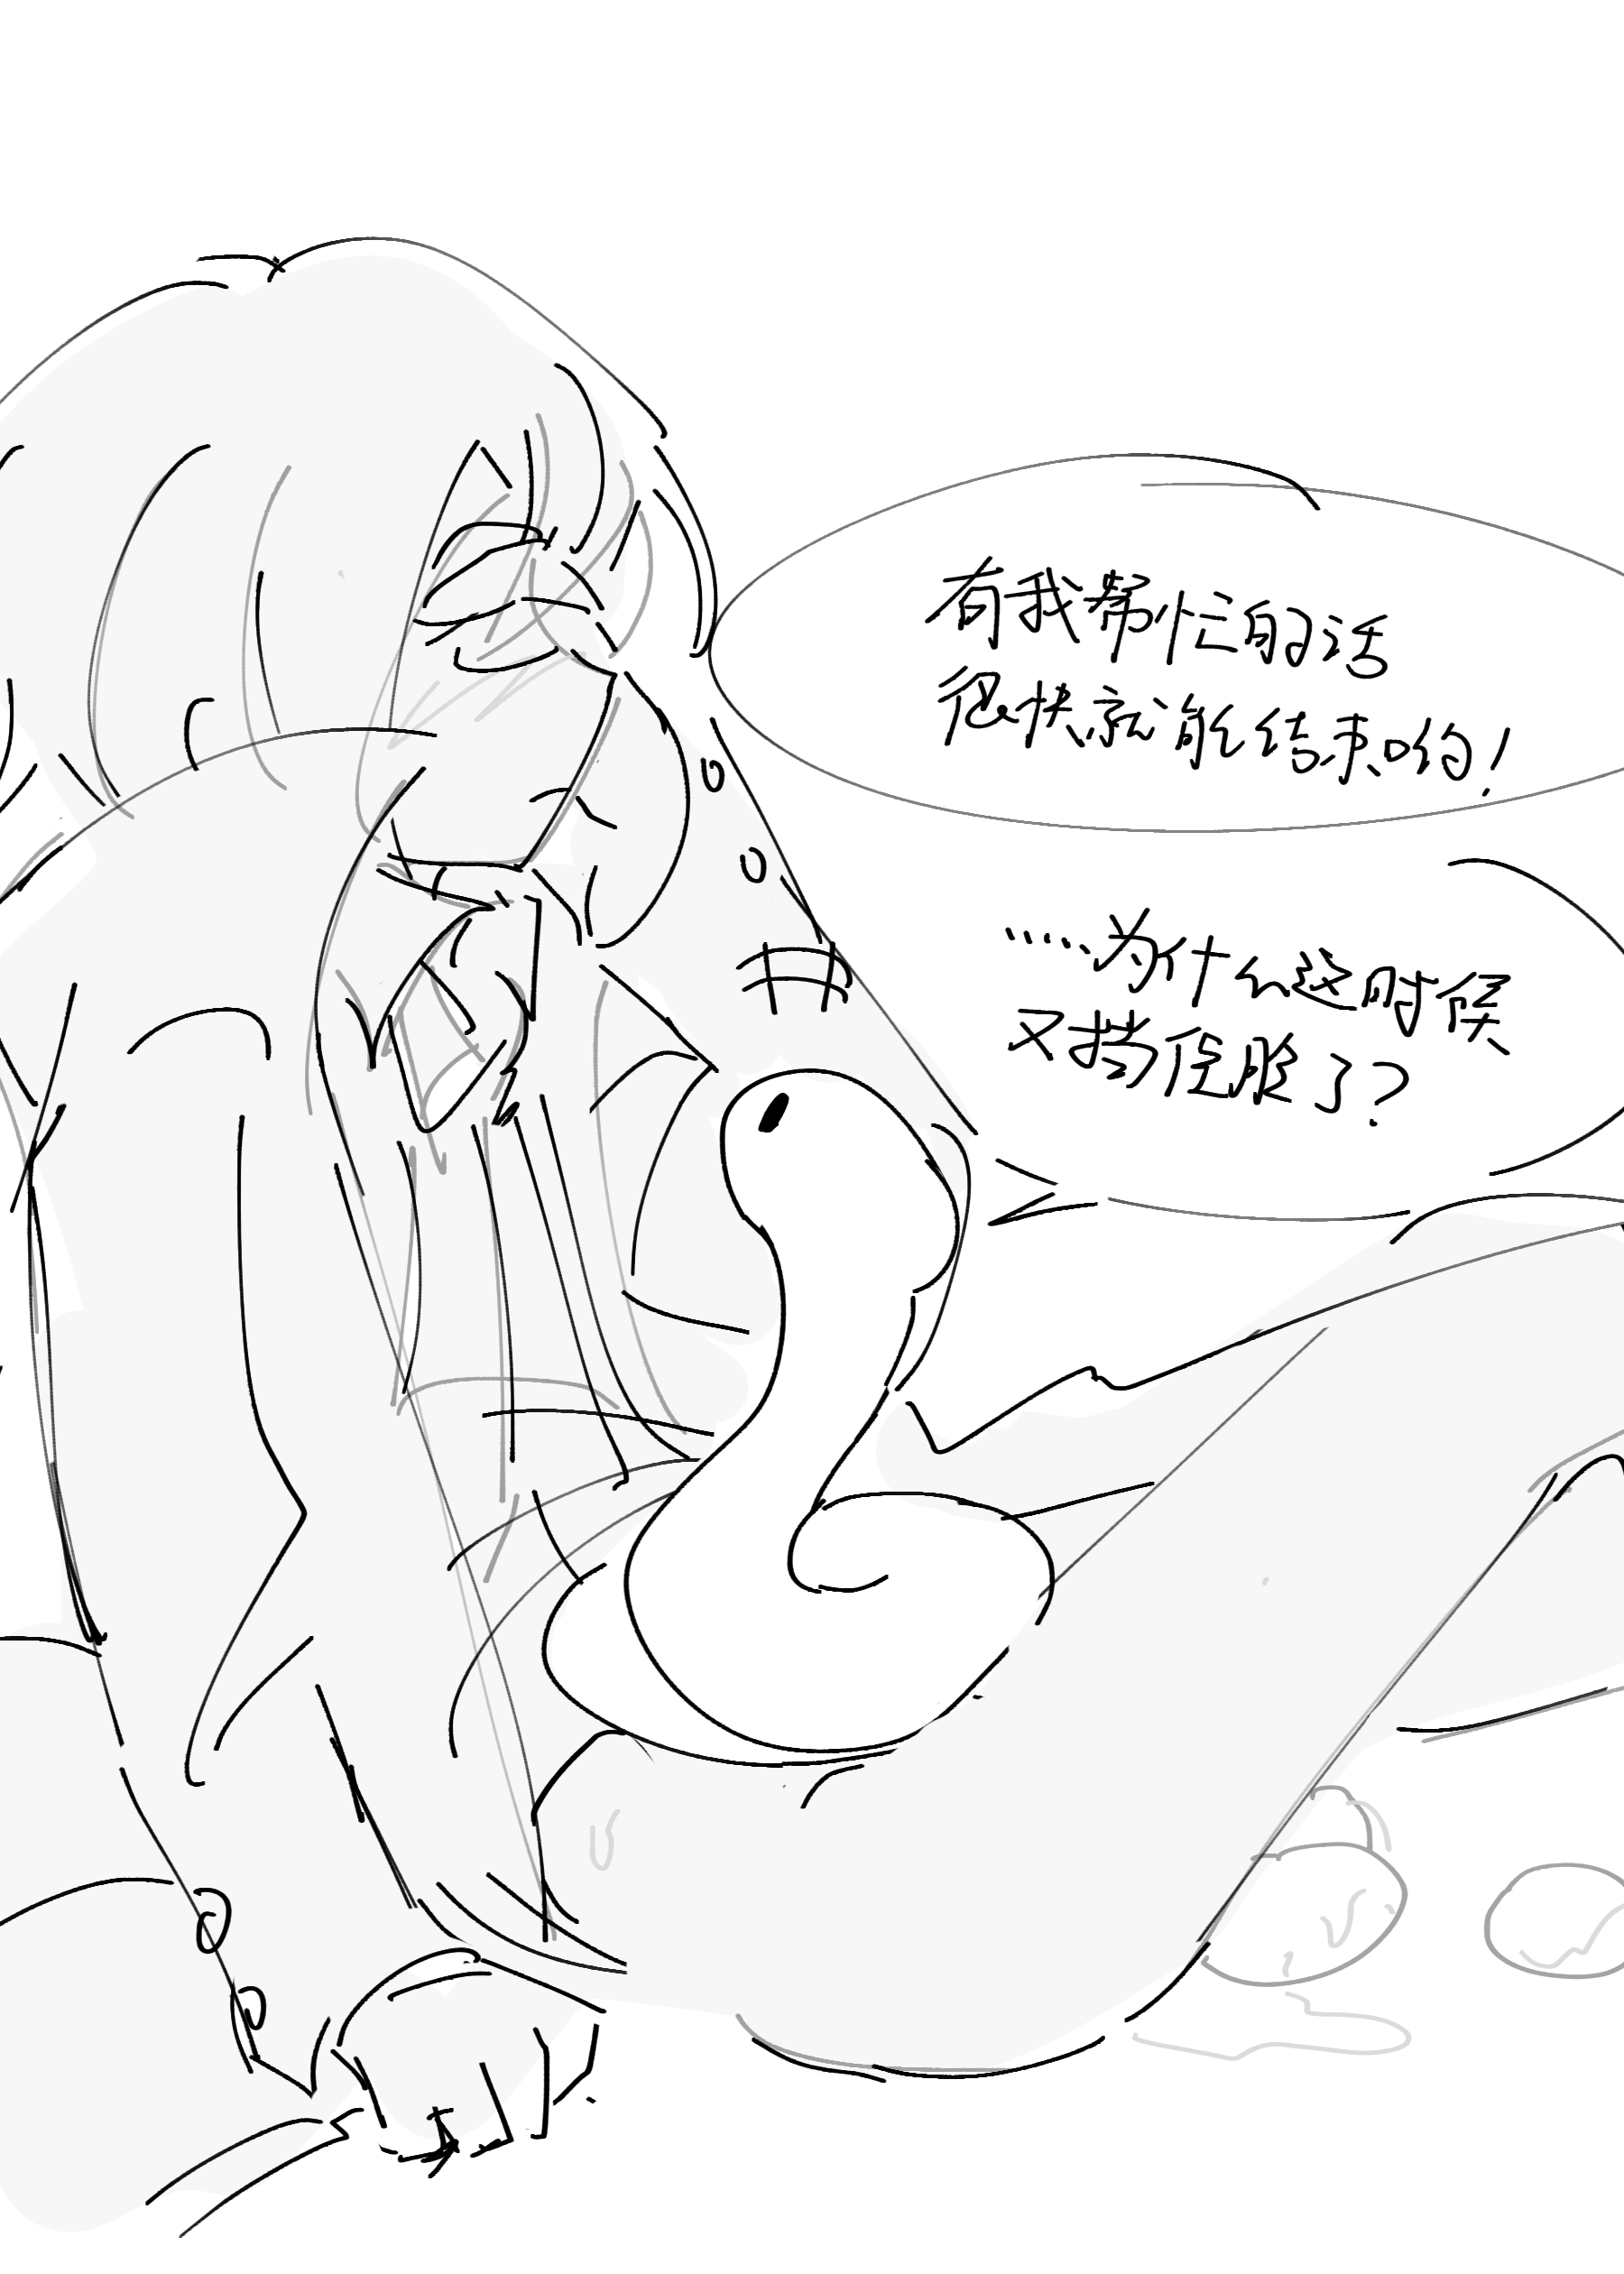 有我帮忙的话
很快就能结束哟！
……为什么这时候
又挡住脸了？